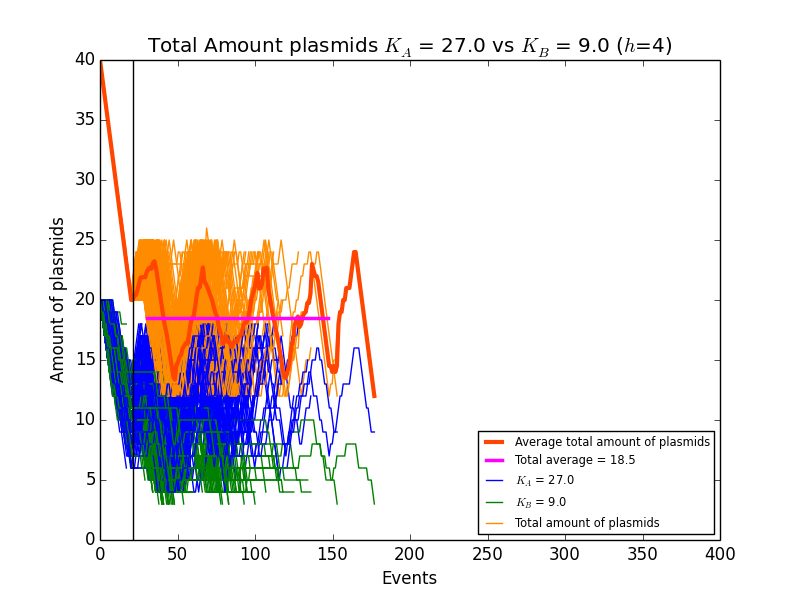 Total Amount plasmids K_A = 27.0 vs K_B = 9.0 (h=4)
Amount of plasmids
40
35
30
25
20
15
10
5
0
0 50 100 150 200 250 300 350 400
Events
Average total amount of plasmids
Total average = 18.5
K_A = 27.0
K_B = 9.0
Total amount of plasmids